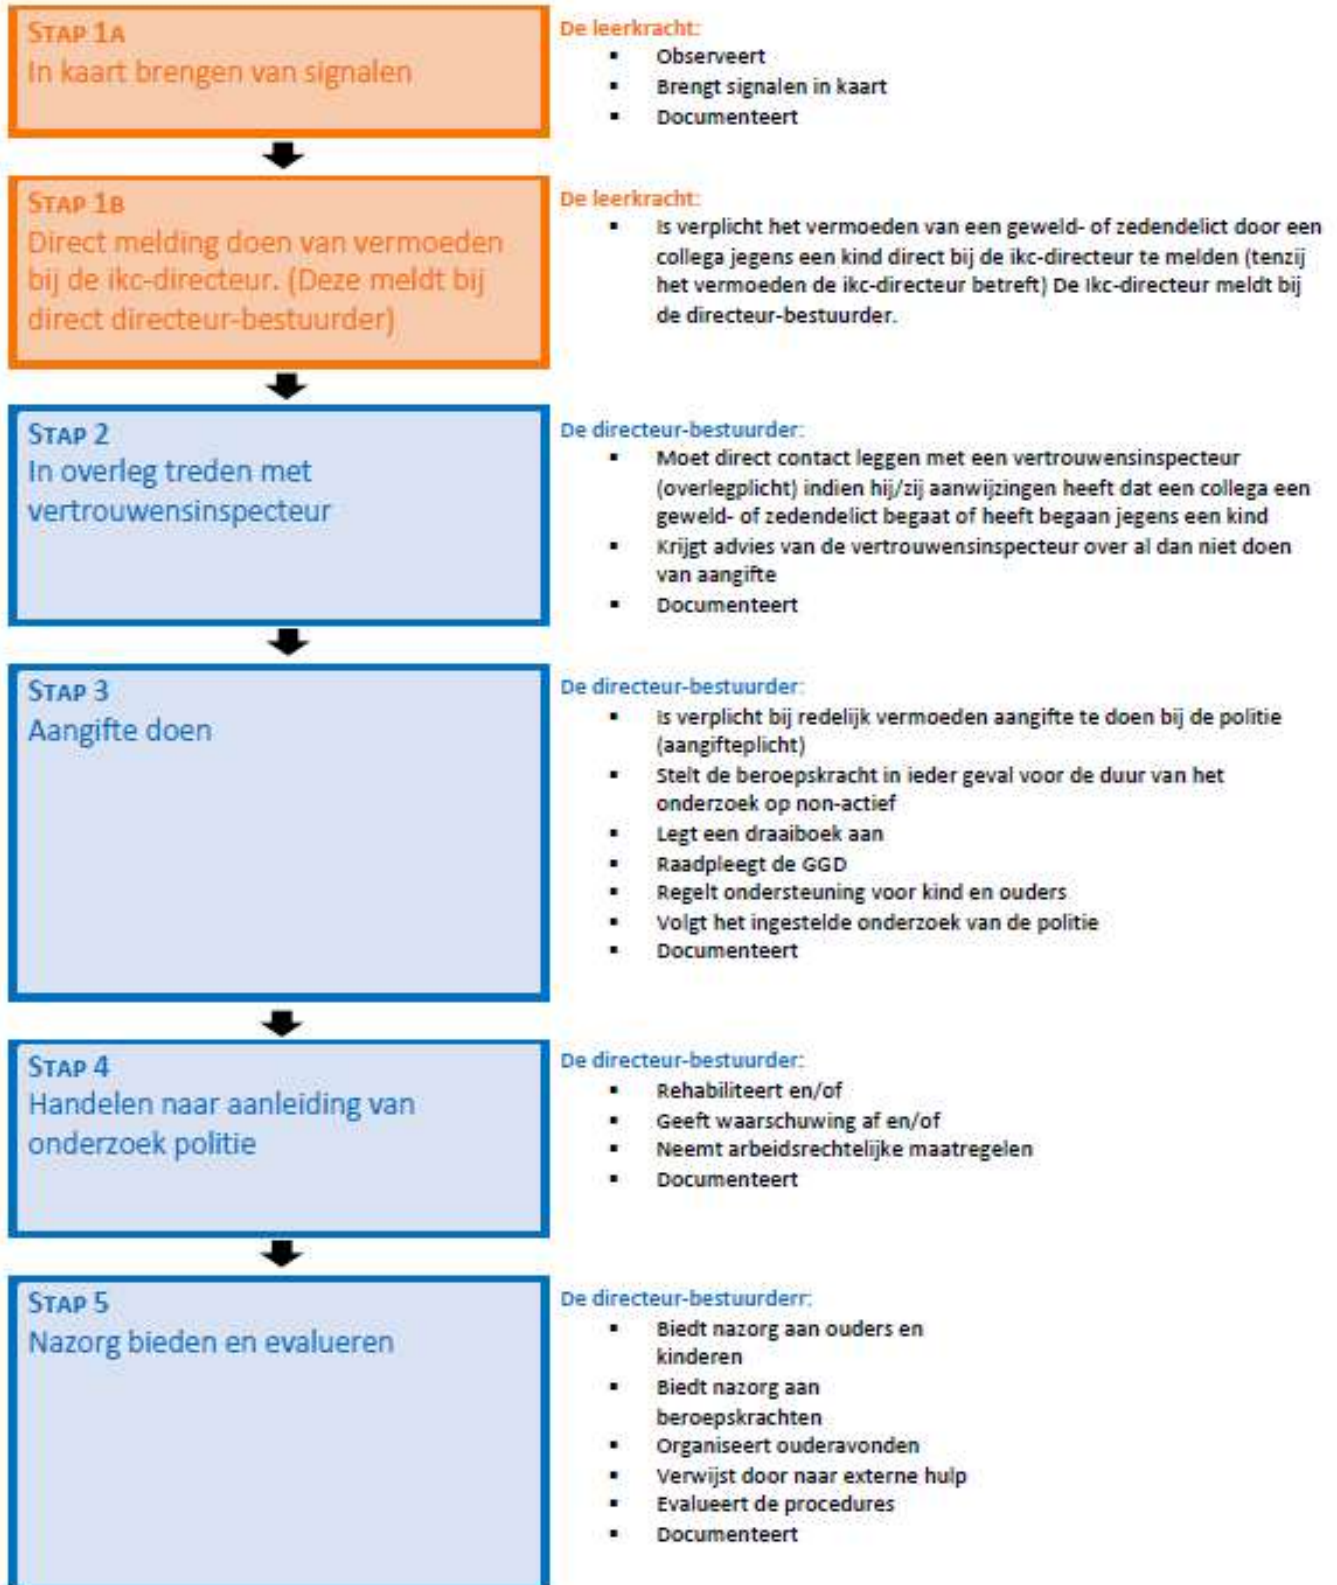 STAP 1A
In kaart brengen van signalen
De leerkracht:
▪ Observeert
▪ Brengt signalen in kaart
▪ Documenteert
STAP 1B
Direct melding doen van vermoeden
bij de ikc-directeur. (Deze meldt bij
direct directeur-bestuurder)
De leerkracht:
▪ Is verplicht het vermoeden van een geweld- of zedendelict door een
collega jegens een kind direct bij de ikc-directeur te melden (tenzij
het vermoeden de ikc-directeur betreft) De Ikc-directeur meldt bij
de directeur-bestuurder.
STAP 2
In overleg treden met
vertrouwensinspecteur
De directeur-bestuurder:
▪ Moet direct contact leggen met een vertrouwensinspecteur
(overlegplicht) indien hij/zij aanwijzingen heeft dat een collega een
geweld- of zedendelict begaat of heeft begaan jegens een kind
▪ Krijgt advies van de vertrouwensinspecteur over al dan niet doen
van aangifte
▪ Documenteert
STAP 3
Aangifte doen
De directeur-bestuurder:
▪ Is verplicht bij redelijk vermoeden aangifte te doen bij de politie
(aangifteplicht)
▪ Stelt de beroepskracht in ieder geval voor de duur van het
onderzoek op non-actief
▪ Legt een draaiboek aan
▪ Raadpleegt de GGD
▪ Regelt ondersteuning voor kind en ouders
▪ Volgt het ingestelde onderzoek van de politie
▪ Documenteert
STAP 4
Handelen naar aanleiding van
onderzoek politie
De directeur-bestuurder:
▪ Rehabiliteert en/of
▪ Geeft waarschuwing af en/of
▪ Neemt arbeidsrechtelijke maatregelen
▪ Documenteert
STAP 5
Nazorg bieden en evalueren
De directeur-bestuurderr:
▪ Biedt nazorg aan ouders en
kinderen
▪ Biedt nazorg aan
beroepskrachten
▪ Organiseert ouderavonden
▪ Verwijst door naar externe hulp
▪ Evalueert de procedures
▪ Documenteert